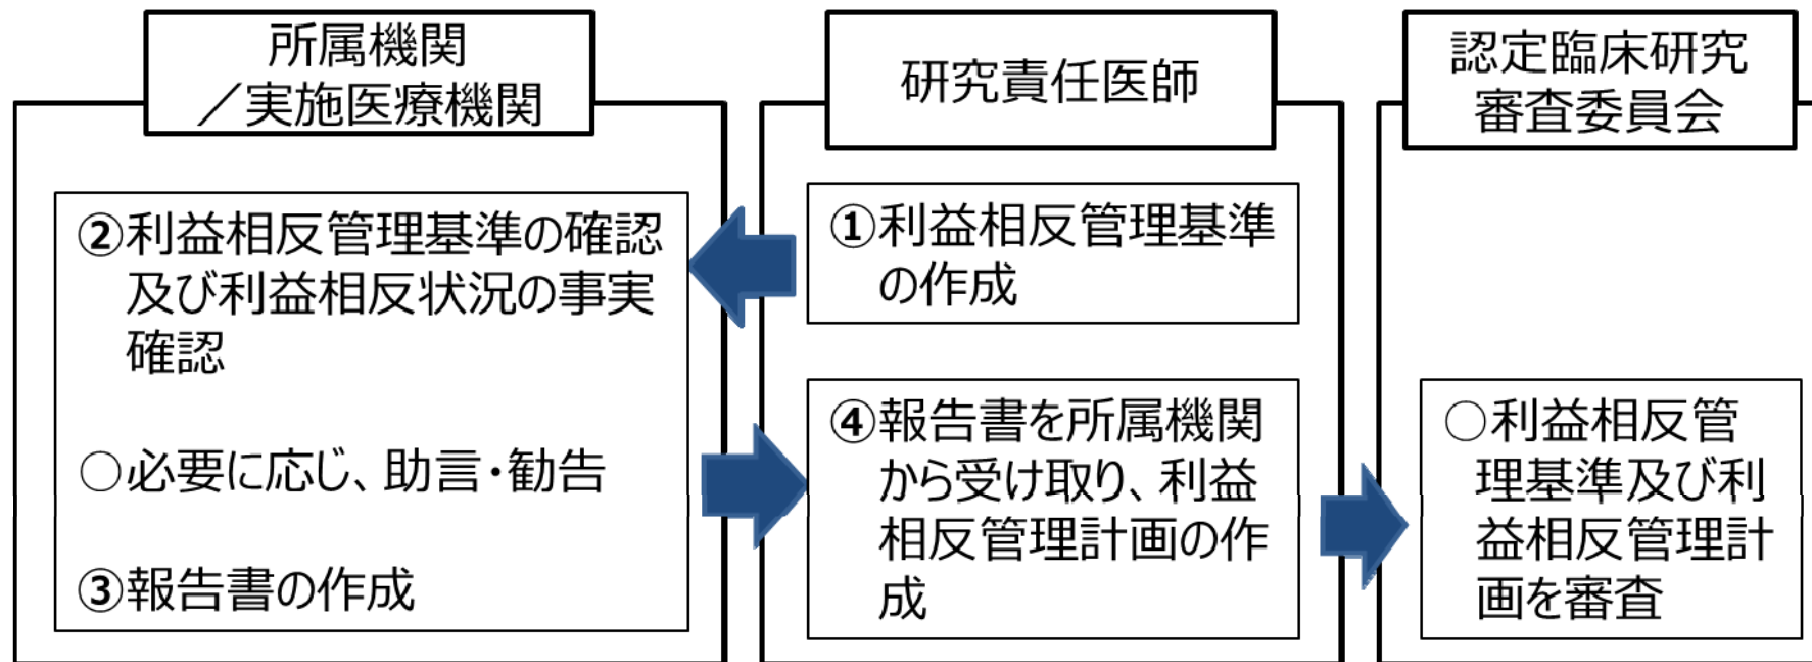 所属機関
／実施医療機関
②利益相反管理基準の確認
及び利益相反状況の事実
確認
○必要に応じ、助言・勧告
③報告書の作成
研究責任医師
①利益相反管理基準
の作成
④報告書を所属機関
から受け取り、利益
相反管理計画の作
成
認定臨床研究
審査委員会
○利益相反管
理基準及び利
益相反管理計
画を審査